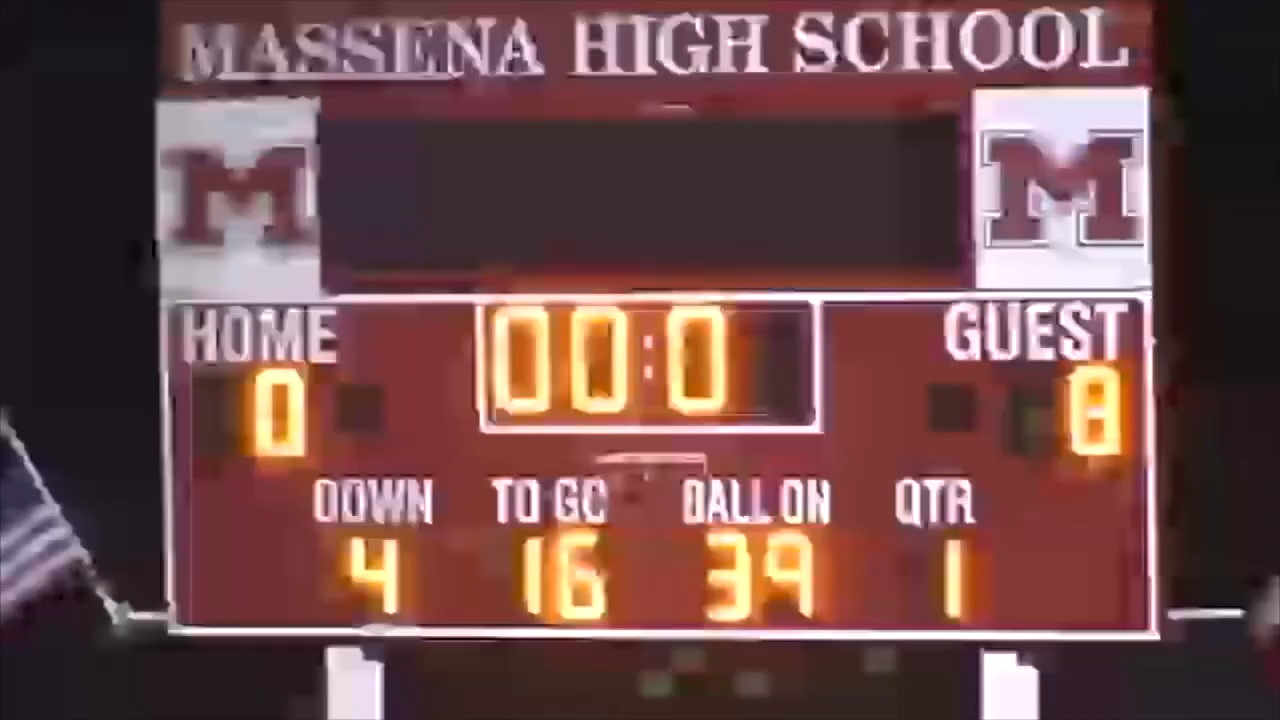 MASSENA HIGH SCHOOL
M M
HOME 00:0 GUEST
0 8
DOWN TO GO BALL ON QTR
4 16 39 1